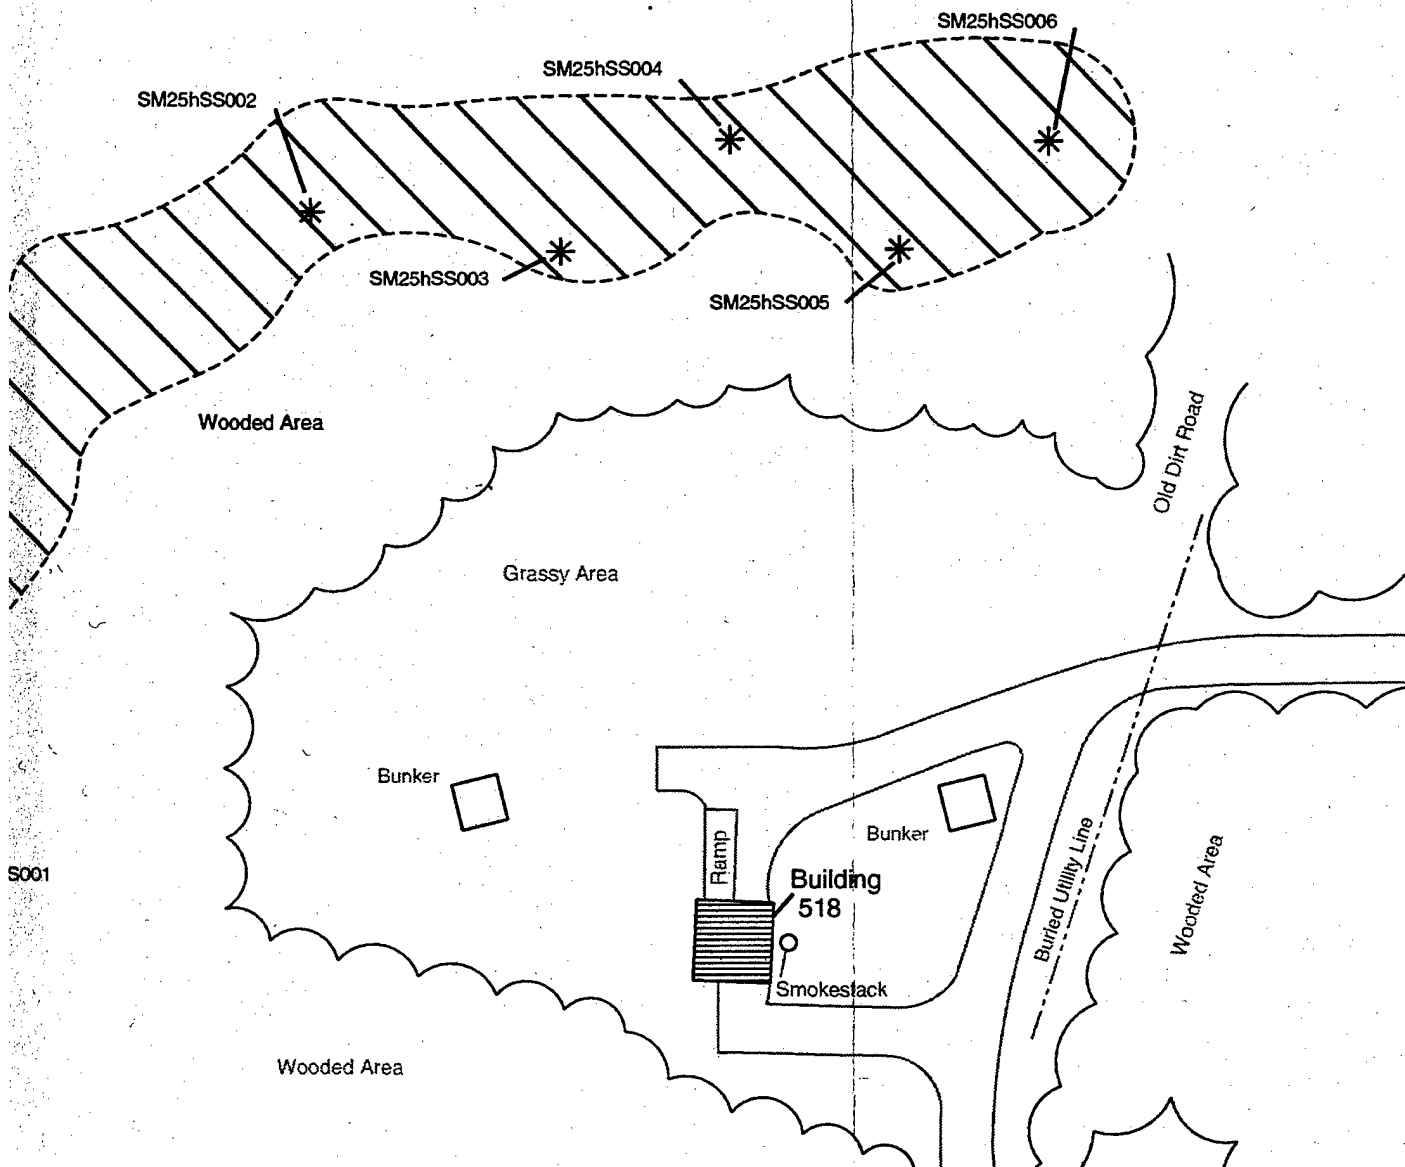 SM25hSS006
SM25hSS004
SM25hSS002
SM25hSS003
SM25hSS005
Wooded Area
Old Dirt Road
Grassy Area
Bunker
Ramp
Bunker
Building
518
S001
Buried Utility Line
Wooded Area
Smokestack
Wooded Area